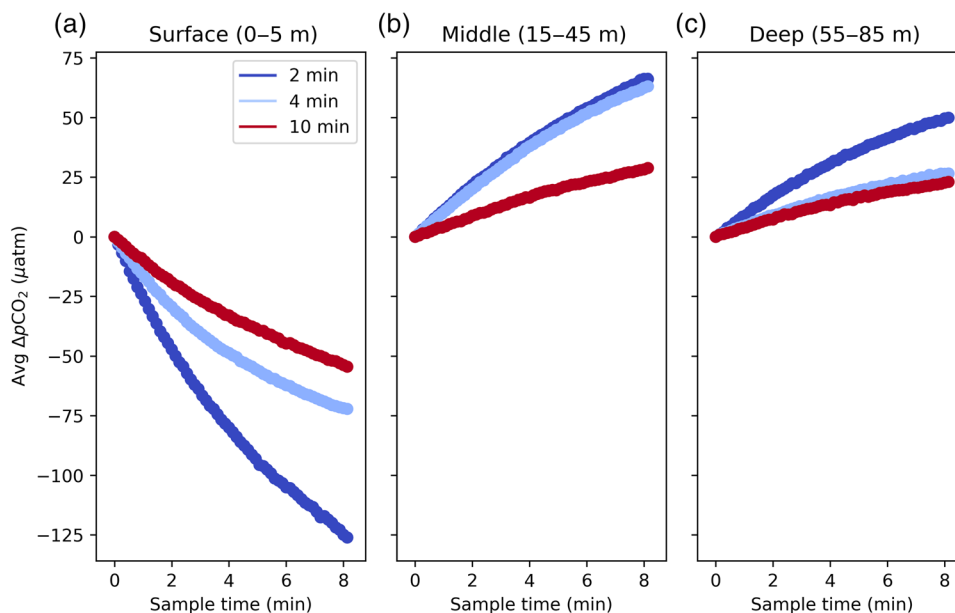 (a) Surface (0–5 m)
(b) Middle (15–45 m)
(c) Deep (55–85 m)
2 min
4 min
10 min
Avg ΔpCO₂ (μatm)
75
50
25
0
−25
−50
−75
−100
−125
0 2 4 6 8
0 2 4 6 8
0 2 4 6 8
Sample time (min)
Sample time (min)
Sample time (min)